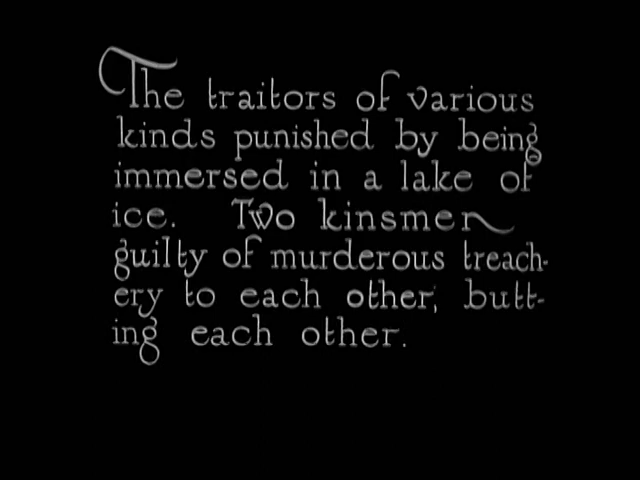 The traitors of various
kinds punished by being
immersed in a lake of
ice. Two kinsmen
guilty of murderous treach-
ery to each other, butt-
ing each other.